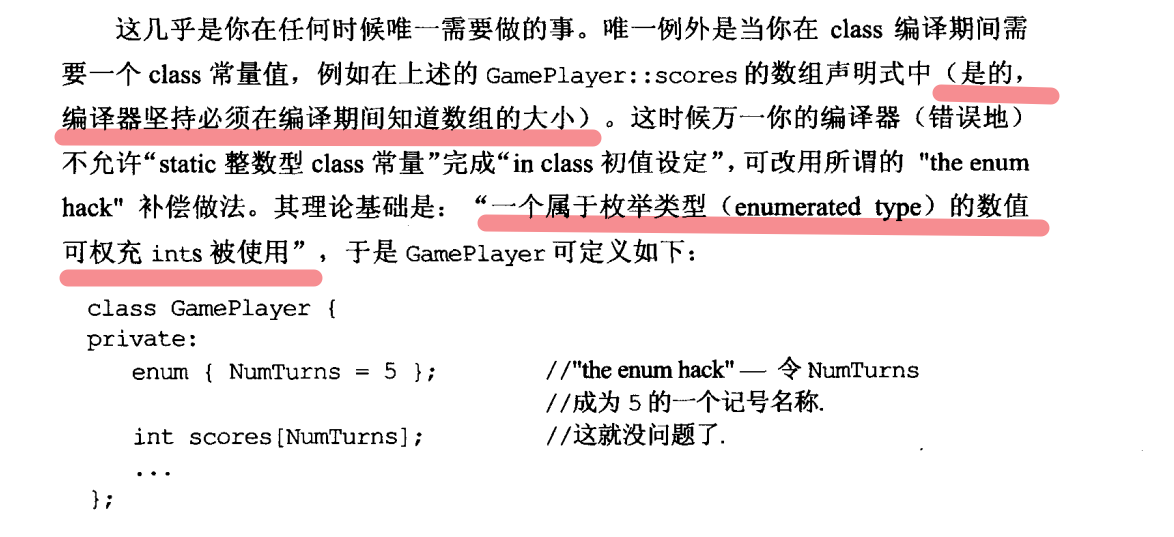 这几乎是你在任何时候唯一需要做的事。唯一例外是当你在 class 编译期间需
要一个 class 常量值，例如在上述的 GamePlayer::scores 的数组声明式中（是的，
编译器坚持必须在编译期间知道数组的大小）。这时候万一你的编译器（错误地）
不允许“static 整数型 class 常量”完成“in class 初值设定”，可改用所谓的 "the enum
hack" 补偿做法。其理论基础是：“一个属于枚举类型（enumerated type）的数值
可权充 ints 被使用”，于是 GamePlayer 可定义如下：
class GamePlayer {
private:
enum { NumTurns = 5 }; //"the enum hack" — 令 NumTurns
//成为 5 的一个记号名称.
int scores[NumTurns]; //这就没问题了.
...
};